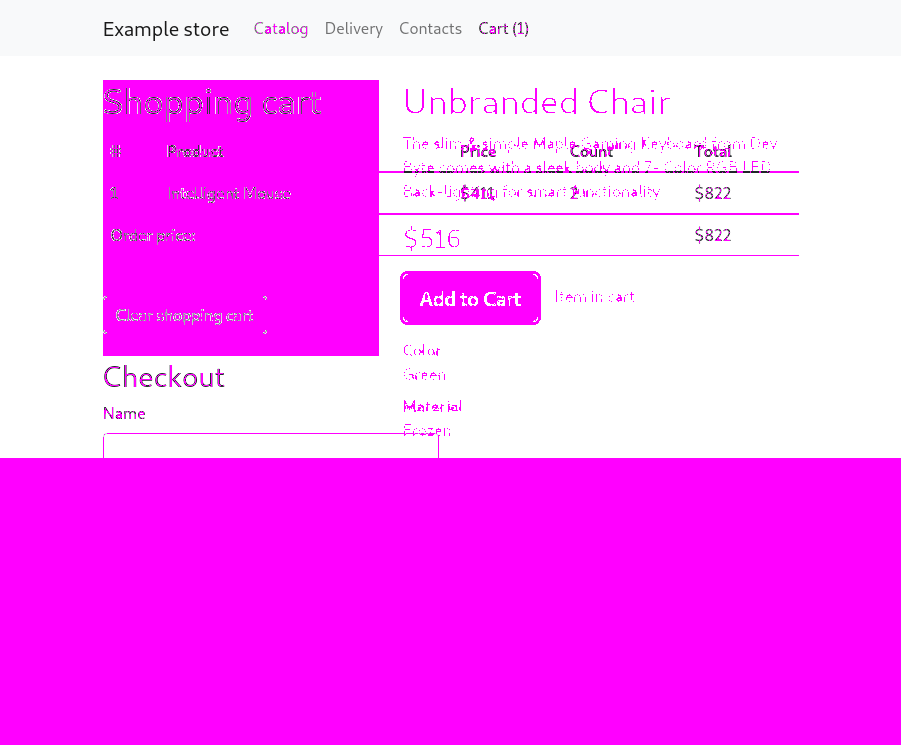 Example store Catalog Delivery Contacts Cart (1)
Shopping cart
Unbranded Chair
The slim & simple Maple Gaming Keyboard from Dev
# Product Price Count Total
Byte comes with a sleek body and 7- Color RGB LED
Back-lighting for smart functionality
1 Intelligent Mouse $411 2 $822
Order price: $822
$516
Add to Cart Item in cart
Clear shopping cart
Color
Green
Checkout
Material
Name
Frozen